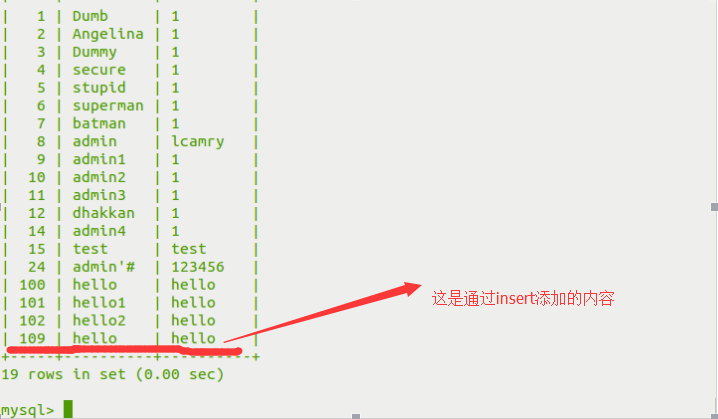 | 1 | Dumb | 1 |
| 2 | Angelina | 1 |
| 3 | Dummy | 1 |
| 4 | secure | 1 |
| 5 | stupid | 1 |
| 6 | superman | 1 |
| 7 | batman | 1 |
| 8 | admin | lcamry |
| 9 | admin1 | 1 |
| 10 | admin2 | 1 |
| 11 | admin3 | 1 |
| 12 | dhakkan | 1 |
| 14 | admin4 | 1 |
| 15 | test | test |
| 24 | admin'# | 123456 |
| 100 | hello | hello |
| 101 | hello1 | hello |
| 102 | hello2 | hello |
| 109 | hello | hello |
+-----+----------+----------+
19 rows in set (0.00 sec)
mysql>
这是通过insert添加的内容